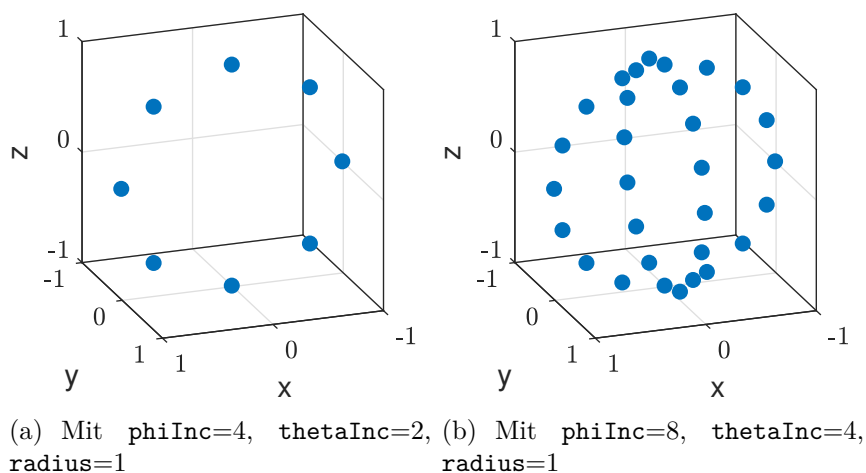 1
0
-1
-1
0
1
1
0
-1
z
y
x
1
0
-1
-1
0
1
1
0
-1
z
y
x
(a) Mit phiInc=4, thetaInc=2,
radius=1
(b) Mit phiInc=8, thetaInc=4,
radius=1